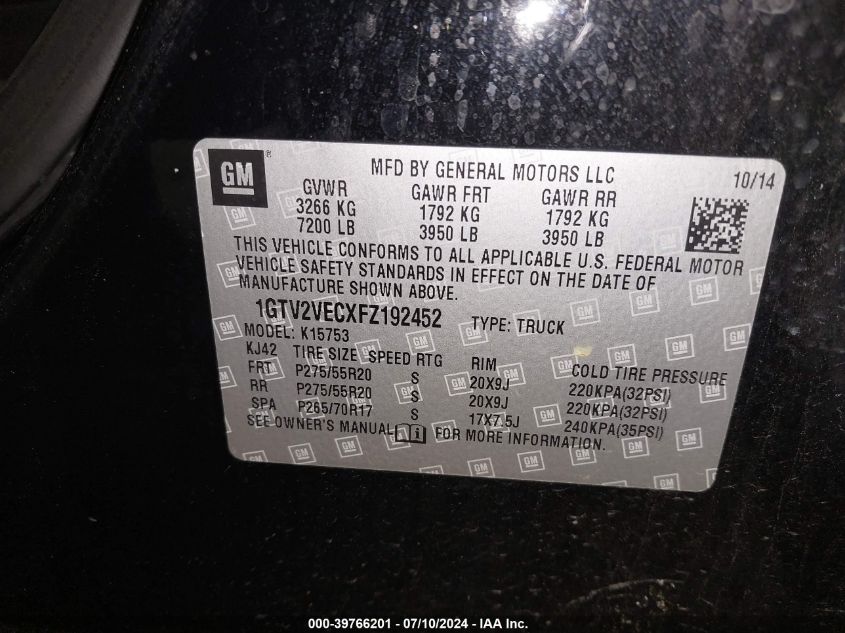 GM
MFD BY GENERAL MOTORS LLC
10/14
GVWR GAWR FRT GAWR RR
3266 KG 1792 KG 1792 KG
7200 LB 3950 LB 3950 LB
THIS VEHICLE CONFORMS TO ALL APPLICABLE U.S. FEDERAL MOTOR
VEHICLE SAFETY STANDARDS IN EFFECT ON THE DATE OF
MANUFACTURE SHOWN ABOVE.
1GTV2VECXFZ192452 TYPE: TRUCK
MODEL: K15753
KJ42 TIRE SIZE SPEED RTG RIM COLD TIRE PRESSURE
FRT P275/55R20 S 20X9J 220KPA(32PSI)
RR P275/55R20 S 20X9J 220KPA(32PSI)
SPA P265/70R17 S 17X7.5J 240KPA(35PSI)
SEE OWNER'S MANUAL FOR MORE INFORMATION.
000-39766201 - 07/10/2024 - IAA Inc.